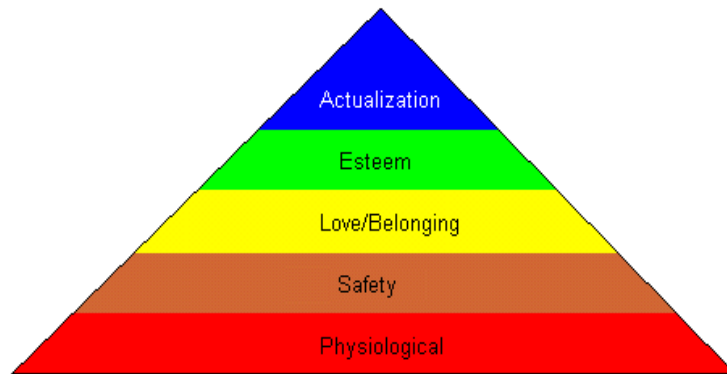 Actualization
Esteem
Love/Belonging
Safety
Physiological